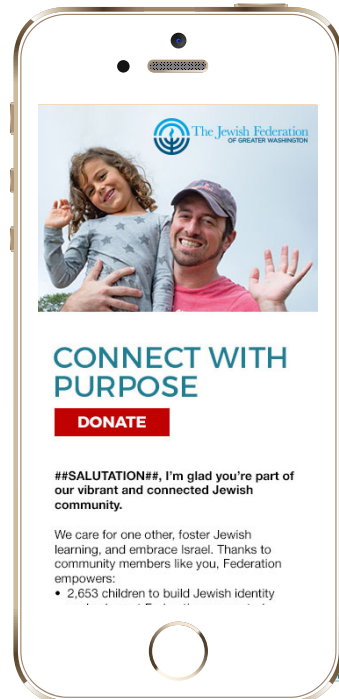 The Jewish Federation
OF GREATER WASHINGTON
CONNECT WITH
PURPOSE
DONATE
##SALUTATION##, I'm glad you're part of
our vibrant and connected Jewish
community.
We care for one other, foster Jewish
learning, and embrace Israel. Thanks to
community members like you, Federation
empowers:
• 2,653 children to build Jewish identity